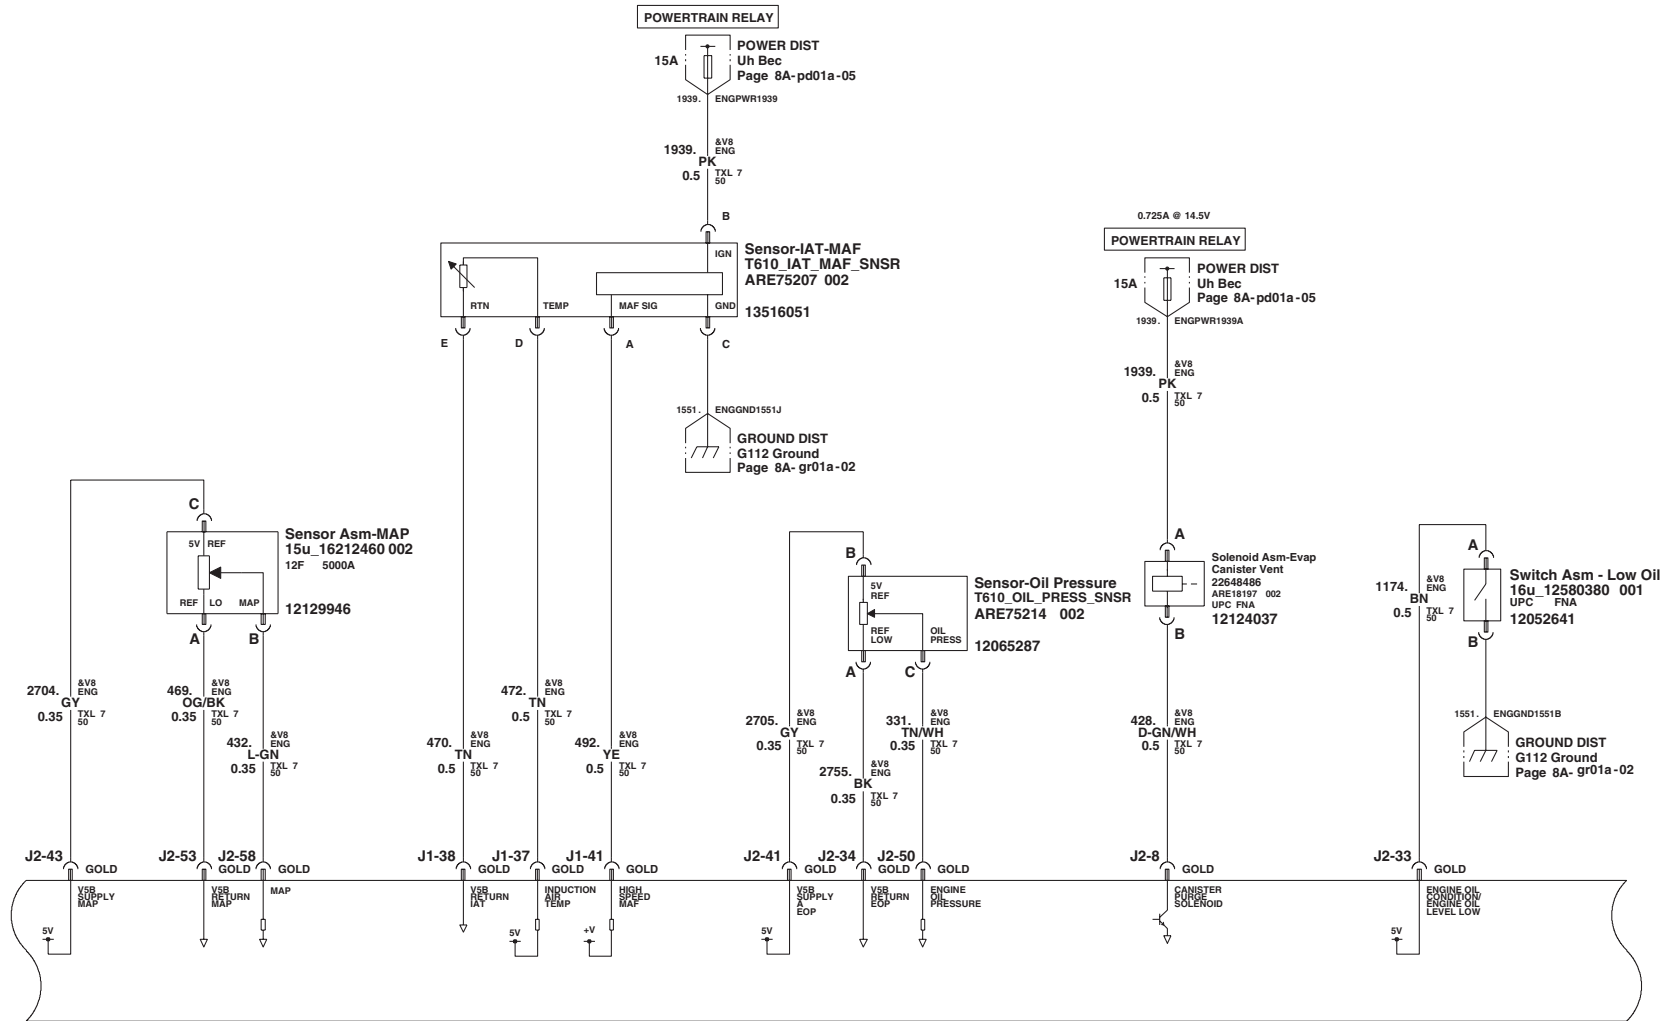 POWERTRAIN RELAY
15A
POWER DIST
Uh Bec
Page 8A-pd01a-05
1939. ENGPWR1939
1939.
PK
0.5
&V8
ENG
TXL 7
50
B
IGN
RTN
TEMP
MAF SIG
GND
Sensor-IAT-MAF
T610_IAT_MAF_SNSR
ARE75207 002
13516051
E
D
A
C
1551. ENGGND1551J
GROUND DIST
G112 Ground
Page 8A- gr01a-02
0.725A @ 14.5V
POWERTRAIN RELAY
15A
POWER DIST
Uh Bec
Page 8A-pd01a-05
1939. ENGPWR1939A
1939.
PK
0.5
&V8
ENG
TXL 7
50
C
5V REF
REF LO MAP
Sensor Asm-MAP
15u_16212460 002
12F 5000A
12129946
A
B
B
5V
REF
REF
LOW
OIL
PRESS
Sensor-Oil Pressure
T610_OIL_PRESS_SNSR
ARE75214 002
12065287
A
C
A
Solenoid Asm-Evap
Canister Vent
22648486
ARE18197 002
UPC FNA
12124037
B
1174.
BN
0.5
&V8
ENG
TXL 7
50
A
Switch Asm - Low Oil
16u_12580380 001
UPC FNA
12052641
B
1551. ENGGND1551B
GROUND DIST
G112 Ground
Page 8A- gr01a-02
2704.
GY
0.35
&V8
ENG
TXL 7
50
469.
OG/BK
0.35
&V8
ENG
TXL 7
50
432.
L-GN
0.35
&V8
ENG
TXL 7
50
470.
TN
0.5
&V8
ENG
TXL 7
50
472.
TN
0.5
&V8
ENG
TXL 7
50
492.
YE
0.5
&V8
ENG
TXL 7
50
2705.
GY
0.35
&V8
ENG
TXL 7
50
2755.
BK
0.35
&V8
ENG
TXL 7
50
331.
TN/WH
0.35
&V8
ENG
TXL 7
50
428.
D-GN/WH
0.5
&V8
ENG
TXL 7
50
J2-43 GOLD
J2-53 GOLD
J2-58 GOLD
J1-38 GOLD
J1-37 GOLD
J1-41 GOLD
J2-41 GOLD
J2-34 GOLD
J2-50 GOLD
J2-8 GOLD
J2-33 GOLD
V5B
SUPPLY
MAP
5V
V5B
RETURN
MAP
MAP
V5B
RETURN
IAT
INDUCTION
AIR
TEMP
5V
HIGH
SPEED
MAF
+V
V5B
SUPPLY
A
EOP
5V
V5B
RETURN
EOP
ENGINE
OIL
PRESSURE
CANISTER
PURGE
SOLENOID
ENGINE OIL
CONDITION/
ENGINE OIL
LEVEL LOW
5V